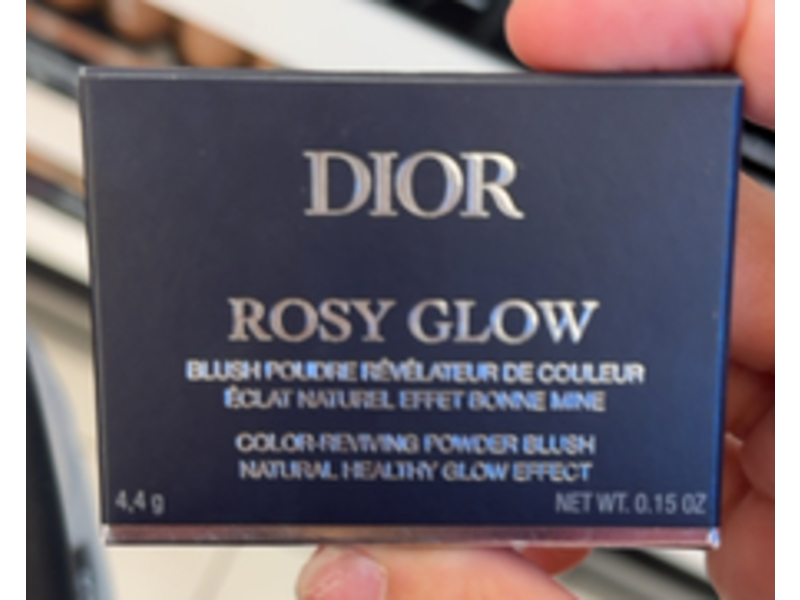 DIOR
ROSY GLOW
BLUSH POUDRE RÉVÉLATEUR DE COULEUR
ÉCLAT NATUREL EFFET BONNE MINE
COLOR-REVIVING POWDER BLUSH
NATURAL HEALTHY GLOW EFFECT
4,4 g NET WT. 0.15 OZ